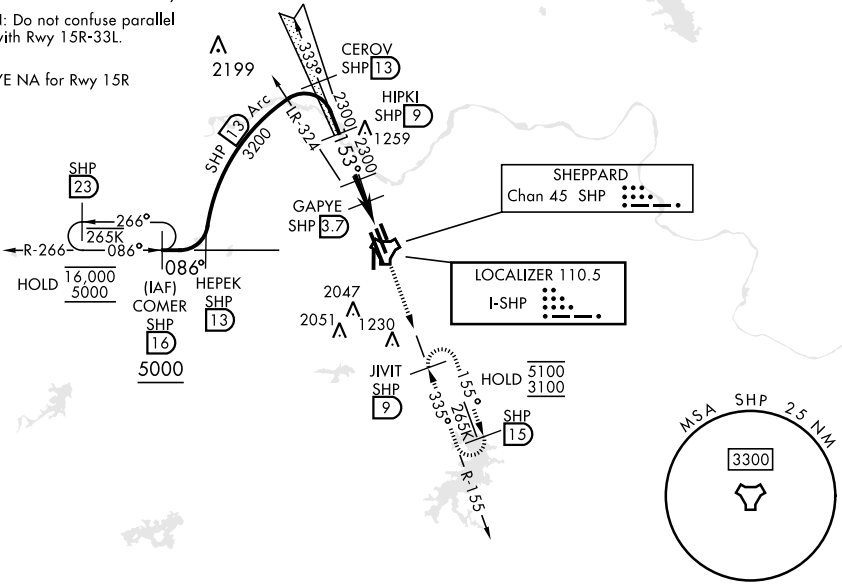 N: Do not confuse parallel
with Rwy 15R-33L.
YE NA for Rwy 15R
2199
CEROV
SHP 13
333°
2300
HIPKI
SHP 9
1259
2300
153°
LR-324
SHP 13 Arc
3200
SHP
23
266°
265K
R-266
086°
086°
HOLD 16,000
5000
(IAF)
COMER
SHP
16
5000
HEPEK
SHP
13
GAPYE
SHP 3.7
SHEPPARD
Chan 45 SHP
LOCALIZER 110.5
I-SHP
2047
2051
1230
JIVIT
SHP
9
155°
265K
335°
HOLD 5100
3100
SHP
15
R-155
MSA SHP 25 NM
3300